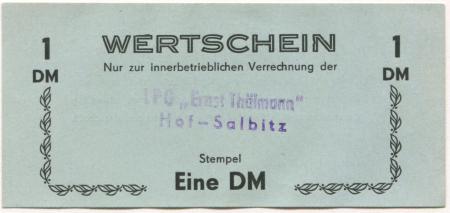 1 WERTSCHEIN 1
DM Nur zur innerbetrieblichen Verrechnung der DM
LPG „Ernst Thälmann"
Hof-Salbitz
Stempel
Eine DM